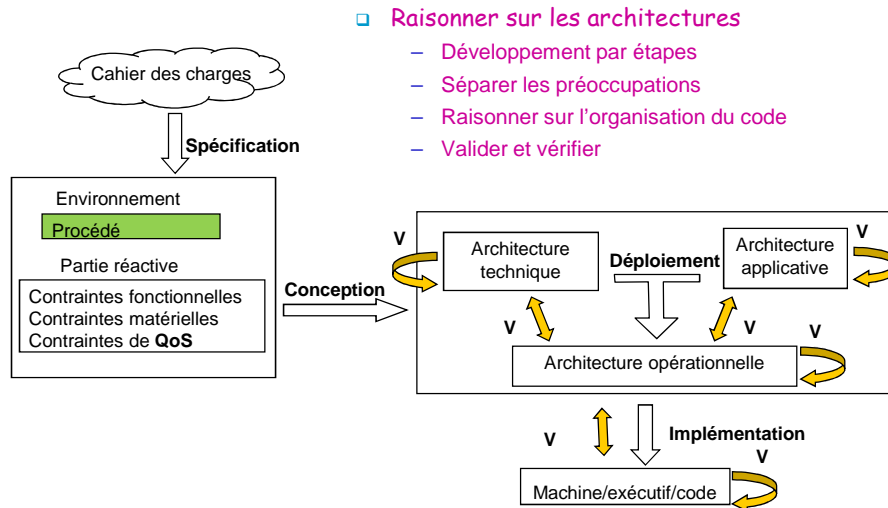 Raisonner sur les architectures
– Développement par étapes
– Séparer les préoccupations
– Raisonner sur l'organisation du code
– Valider et vérifier
Cahier des charges
Spécification
Environnement
Procédé
Partie réactive
Contraintes fonctionnelles
Contraintes matérielles
Contraintes de QoS
Conception
V
Architecture
technique
Déploiement
Architecture
applicative
V
V
V
V
Architecture opérationnelle
V
Implémentation
V
Machine/exécutif/code